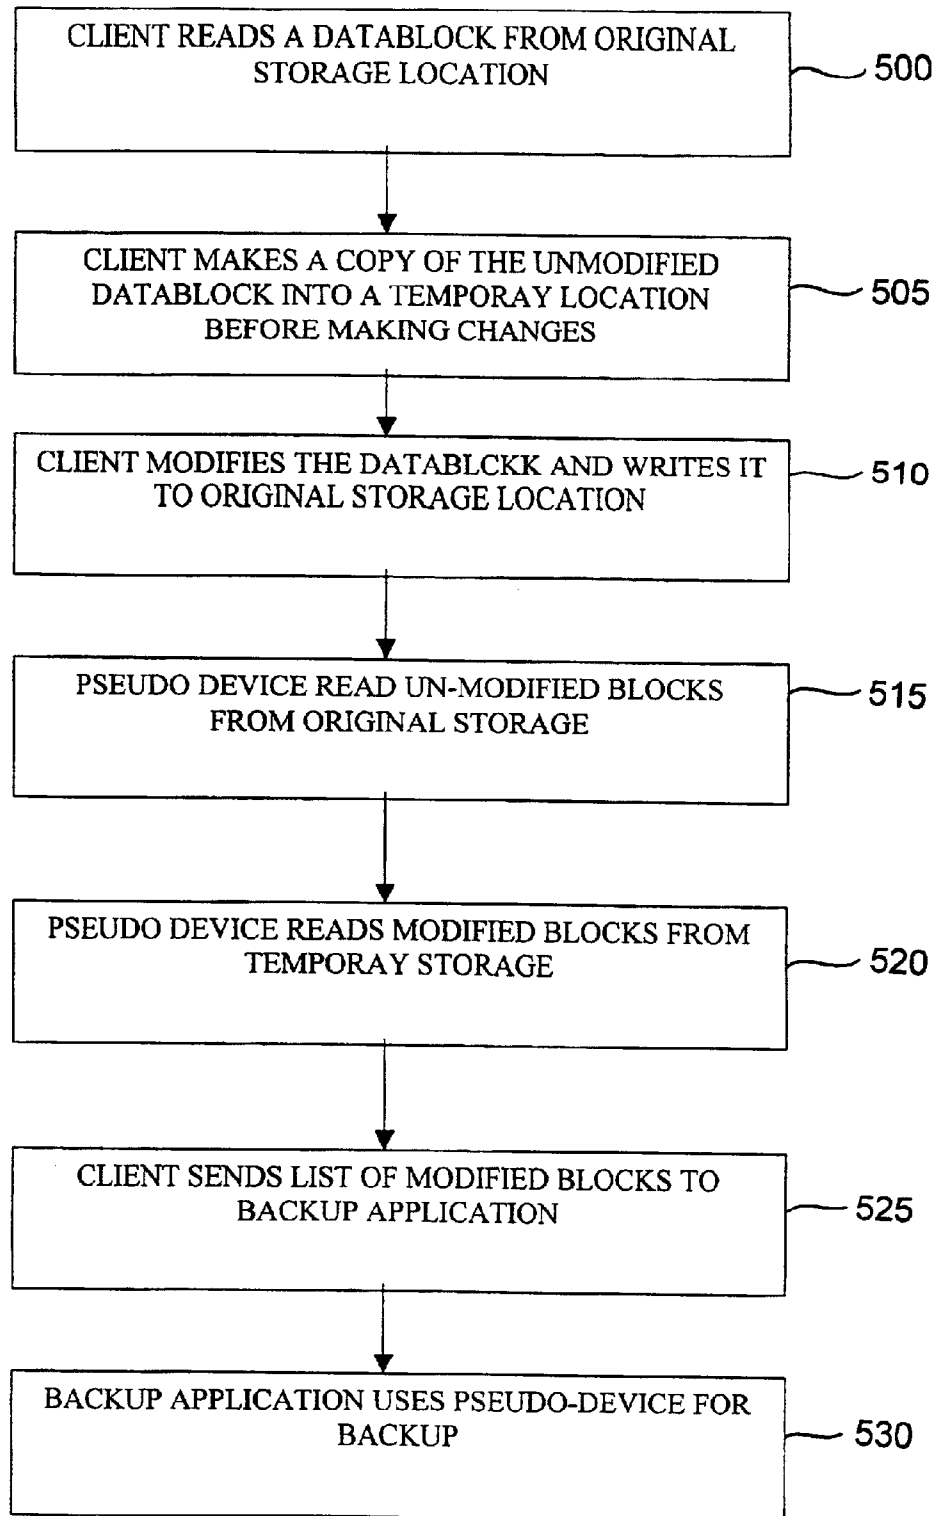 CLIENT READS A DATABLOCK FROM ORIGINAL
STORAGE LOCATION
500
CLIENT MAKES A COPY OF THE UNMODIFIED
DATABLOCK INTO A TEMPORAY LOCATION
BEFORE MAKING CHANGES
505
CLIENT MODIFIES THE DATABLCKK AND WRITES IT
TO ORIGINAL STORAGE LOCATION
510
PSEUDO DEVICE READ UN-MODIFIED BLOCKS
FROM ORIGINAL STORAGE
515
PSEUDO DEVICE READS MODIFIED BLOCKS FROM
TEMPORAY STORAGE
520
CLIENT SENDS LIST OF MODIFIED BLOCKS TO
BACKUP APPLICATION
525
BACKUP APPLICATION USES PSEUDO-DEVICE FOR
BACKUP
530